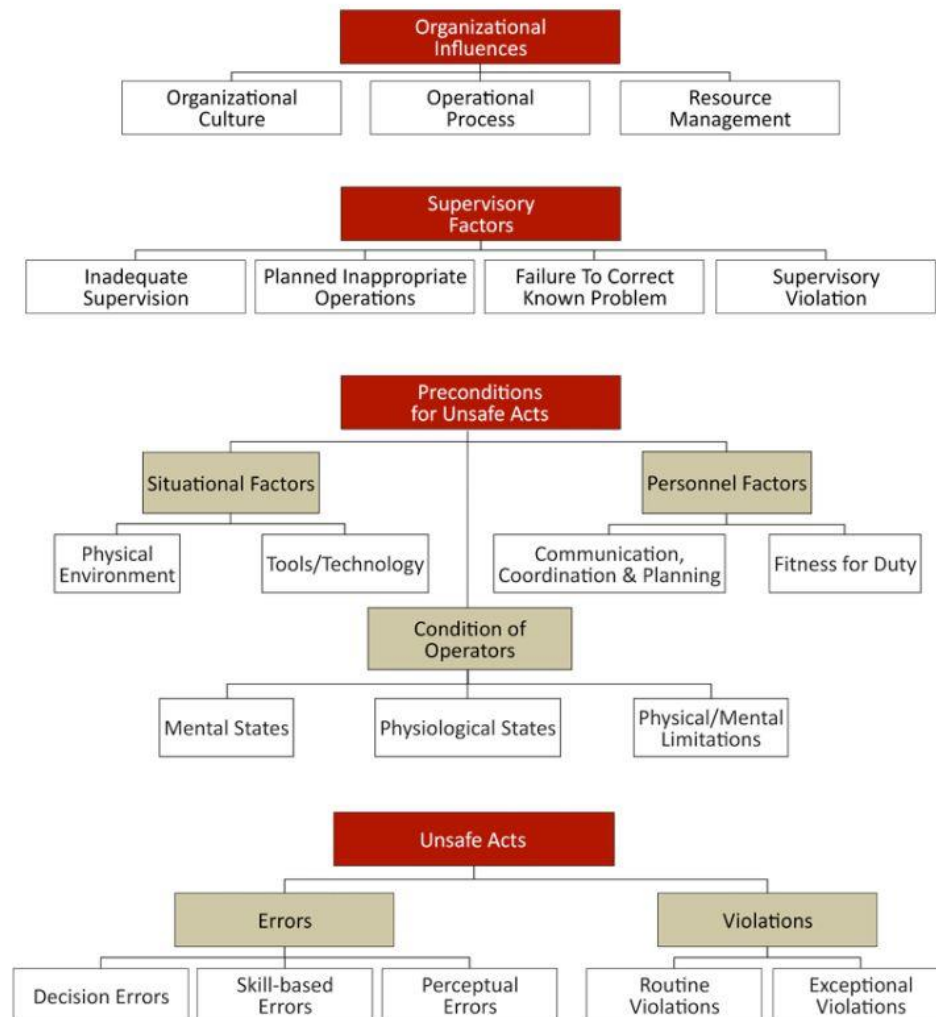 Organizational
Influences
Organizational
Culture
Operational
Process
Resource
Management
Supervisory
Factors
Inadequate
Supervision
Planned Inappropriate
Operations
Failure To Correct
Known Problem
Supervisory
Violation
Preconditions
for Unsafe Acts
Situational Factors
Personnel Factors
Physical
Environment
Tools/Technology
Communication,
Coordination & Planning
Fitness for Duty
Condition of
Operators
Mental States
Physiological States
Physical/Mental
Limitations
Unsafe Acts
Errors
Violations
Decision Errors
Skill-based
Errors
Perceptual
Errors
Routine
Violations
Exceptional
Violations